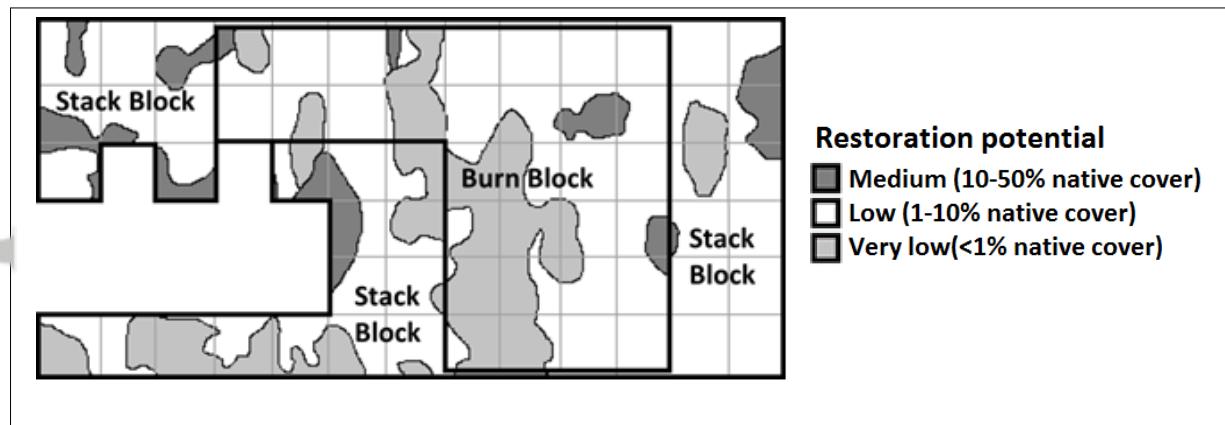 Stack Block
Burn Block
Stack
Block
Stack
Block
Restoration potential
Medium (10-50% native cover)
Low (1-10% native cover)
Very low(<1% native cover)